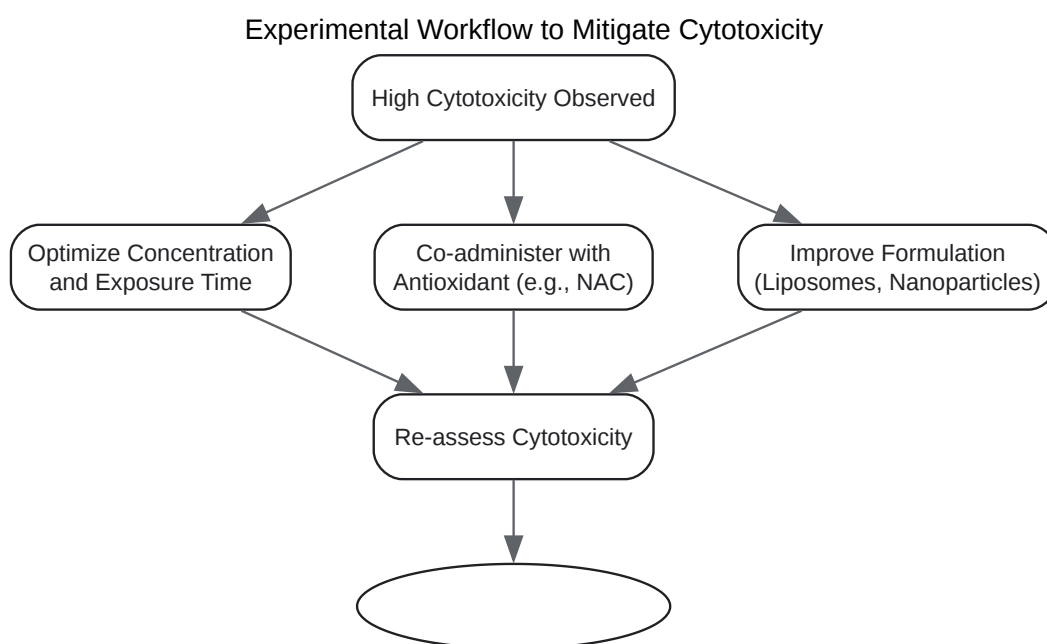 Experimental Workflow to Mitigate Cytotoxicity
High Cytotoxicity Observed
Optimize Concentration
and Exposure Time
Co-administer with
Antioxidant (e.g., NAC)
Improve Formulation
(Liposomes, Nanoparticles)
Re-assess Cytotoxicity